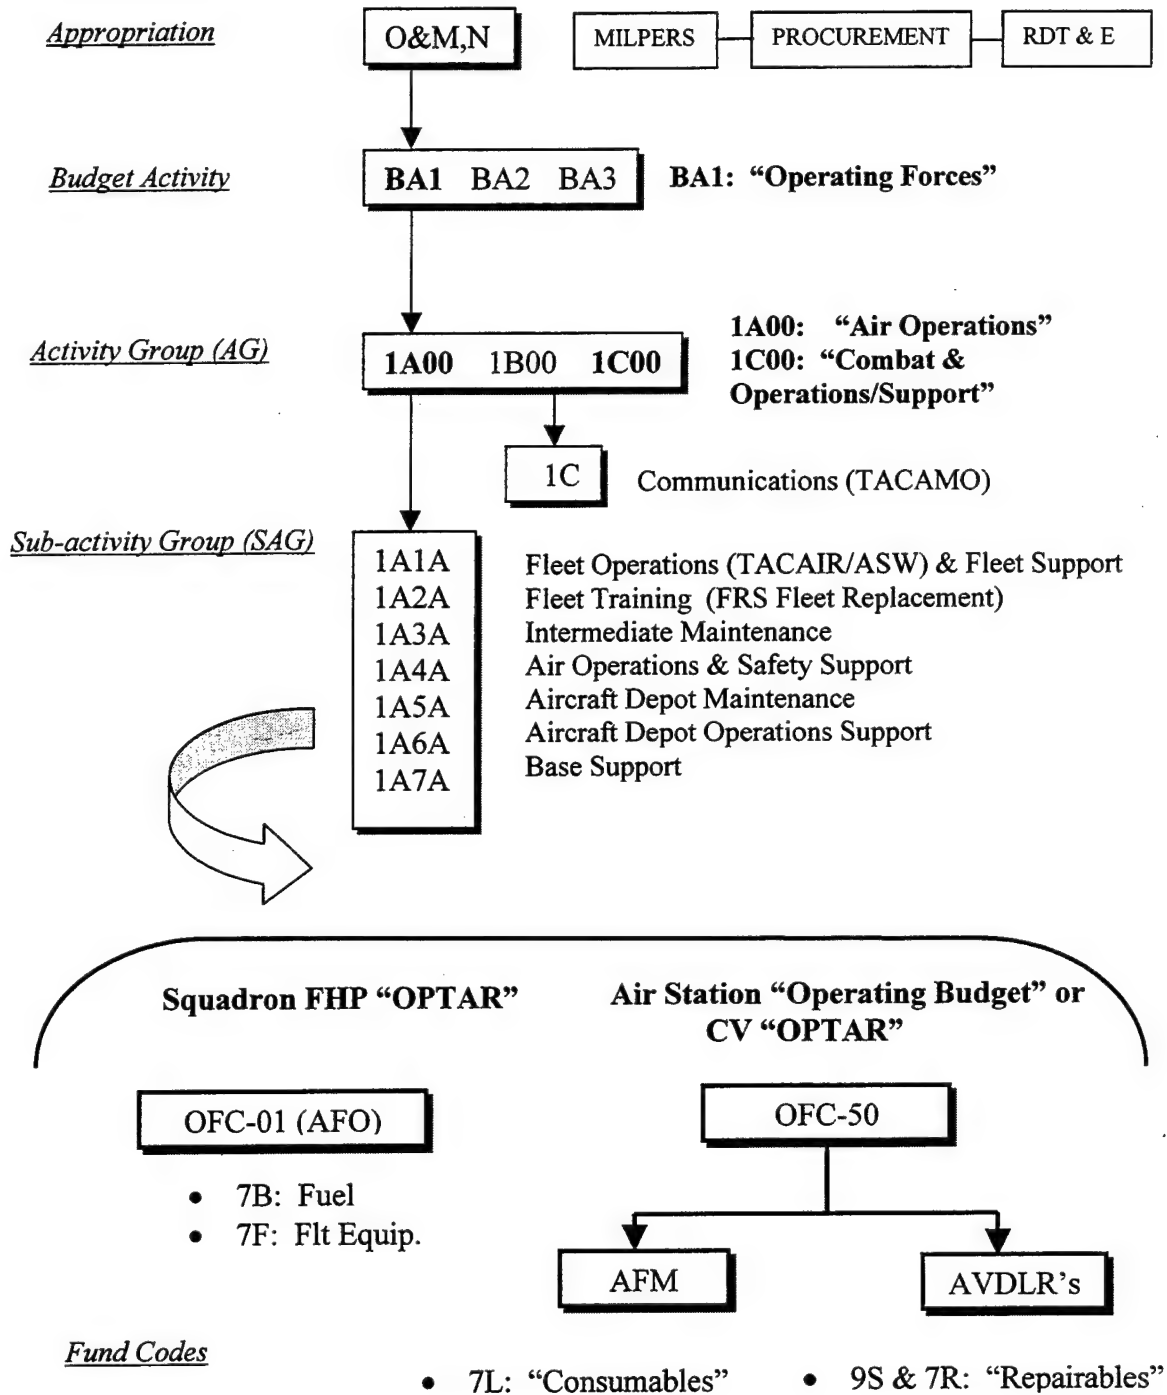 Appropriation
O&M,N
MILPERS
PROCUREMENT
RDT & E
Budget Activity
BA1 BA2 BA3
BA1: “Operating Forces”
Activity Group (AG)
1A00 1B00 1C00
1A00: “Air Operations”
1C00: “Combat &
Operations/Support”
1C
Communications (TACAMO)
Sub-activity Group (SAG)
1A1A Fleet Operations (TACAIR/ASW) & Fleet Support
1A2A Fleet Training (FRS Fleet Replacement)
1A3A Intermediate Maintenance
1A4A Air Operations & Safety Support
1A5A Aircraft Depot Maintenance
1A6A Aircraft Depot Operations Support
1A7A Base Support
Squadron FHP “OPTAR”
Air Station “Operating Budget” or
CV “OPTAR”
OFC-01 (AFO)
• 7B: Fuel
• 7F: Flt Equip.
OFC-50
AFM
AVDLR's
Fund Codes
• 7L: “Consumables”
• 9S & 7R: “Repairables”